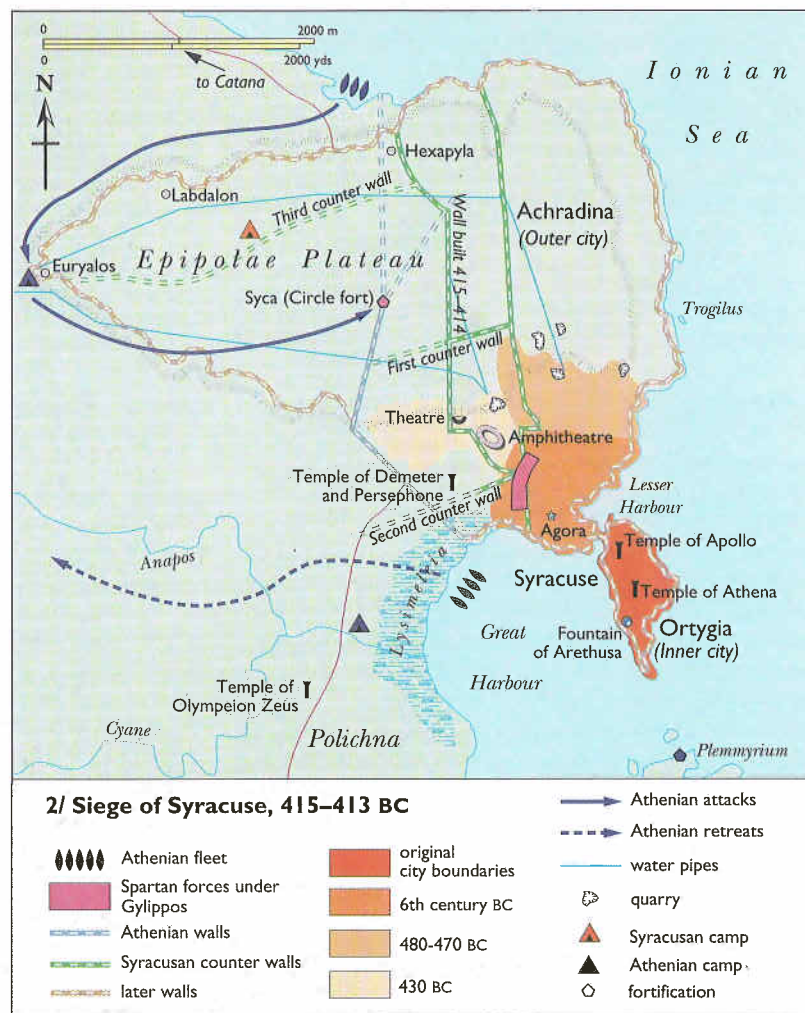 0 2000 m
0 2000 yds
to Catana
N
Ionian
Sea
Hexapyla
Labdalon
Third counter wall
Wall built 415–414
Achradina
(Outer city)
Euryalos
Epipolae Plateau
Syca (Circle fort)
Trogilus
First counter wall
Theatre
Amphitheatre
Temple of Demeter
and Persephone
Second counter wall
Lesser
Harbour
Agora
Temple of Apollo
Anapos
Lysimelria
Syracuse
Temple of Athena
Great
Harbour
Fountain
of Arethusa
Ortygia
(Inner city)
Temple of
Olympeion Zeus
Cyane
Polichna
Plemmyrium
2/ Siege of Syracuse, 415–413 BC
Athenian fleet
Spartan forces under
Gylippos
Athenian walls
Syracusan counter walls
later walls
original
city boundaries
6th century BC
480-470 BC
430 BC
Athenian attacks
Athenian retreats
water pipes
quarry
Syracusan camp
Athenian camp
fortification